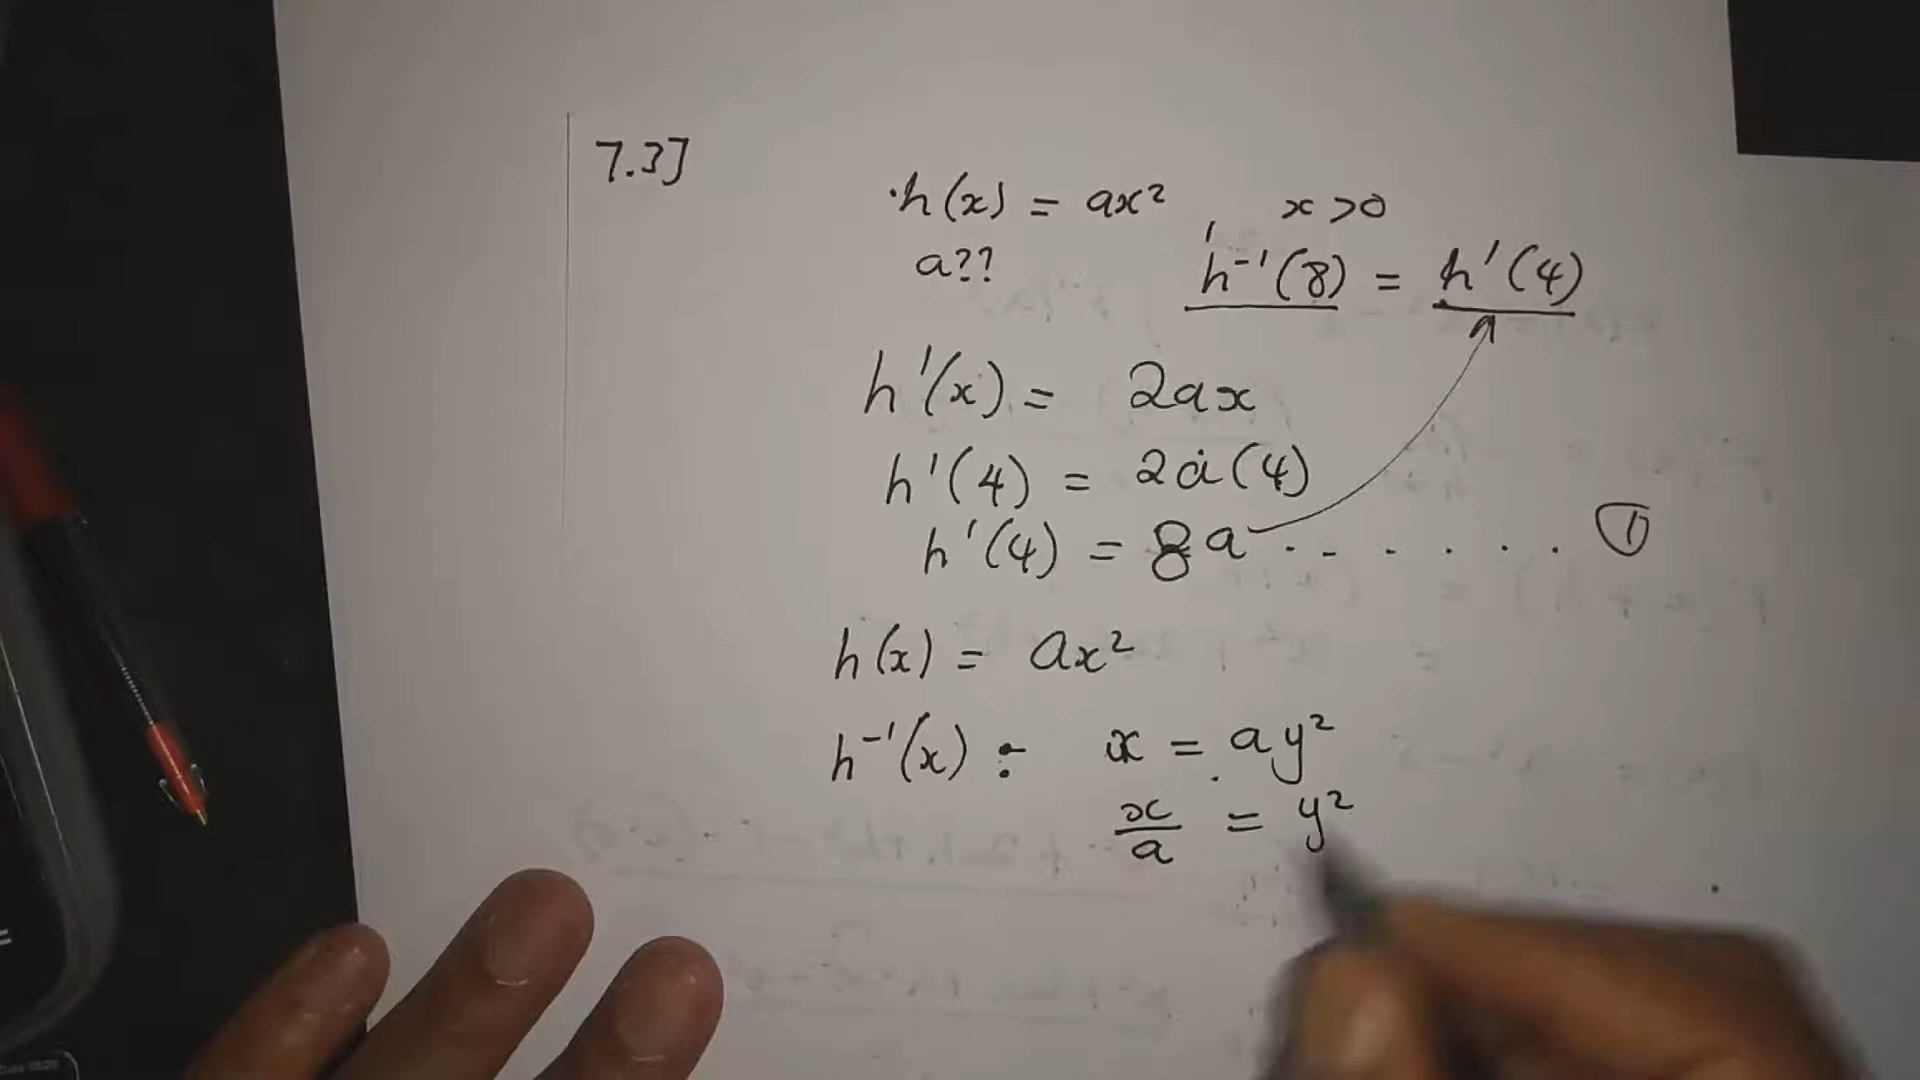 7.3]
h(x) = ax² x >0
a?? h⁻¹(8) = h'(4)
h'(x) = 2ax
h'(4) = 2a(4)
h'(4) = 8a . . . . . . . ①
h(x) = ax²
h⁻¹(x) : x = ay²
x/a = y²